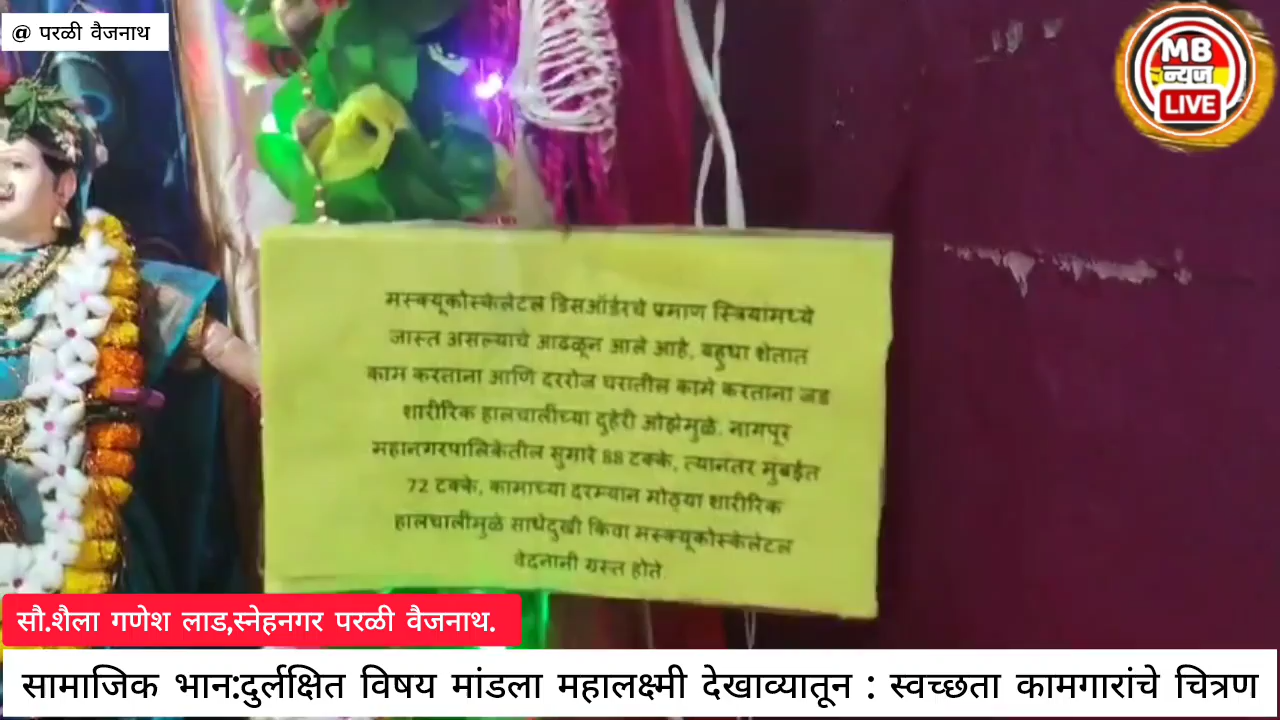 @ परळी वैजनाथ
MB
न्यूज
LIVE
मस्क्यूकोस्केलेटल डिसऑर्डरचे प्रमाण स्त्रियांमध्ये
जास्त असल्याचे आढळून आले आहे, बहुधा शेतात
काम करताना आणि दररोज घरातील कामे करताना जड
शारीरिक हालचालींच्या दुहेरी ओझेमुळे. नागपूर
महानगरपालिकेतील सुमारे 88 टक्के, त्यानंतर मुंबईत
72 टक्के, कामाच्या दरम्यान मोठ्या शारीरिक
हालचालींमुळे सांधेदुखी किंवा मस्क्यूकोस्केलेटल
वेदनांनी ग्रस्त होते
सौ.शैला गणेश लाड,स्नेहनगर परळी वैजनाथ.
सामाजिक भान:दुर्लक्षित विषय मांडला महालक्ष्मी देखाव्यातून : स्वच्छता कामगारांचे चित्रण